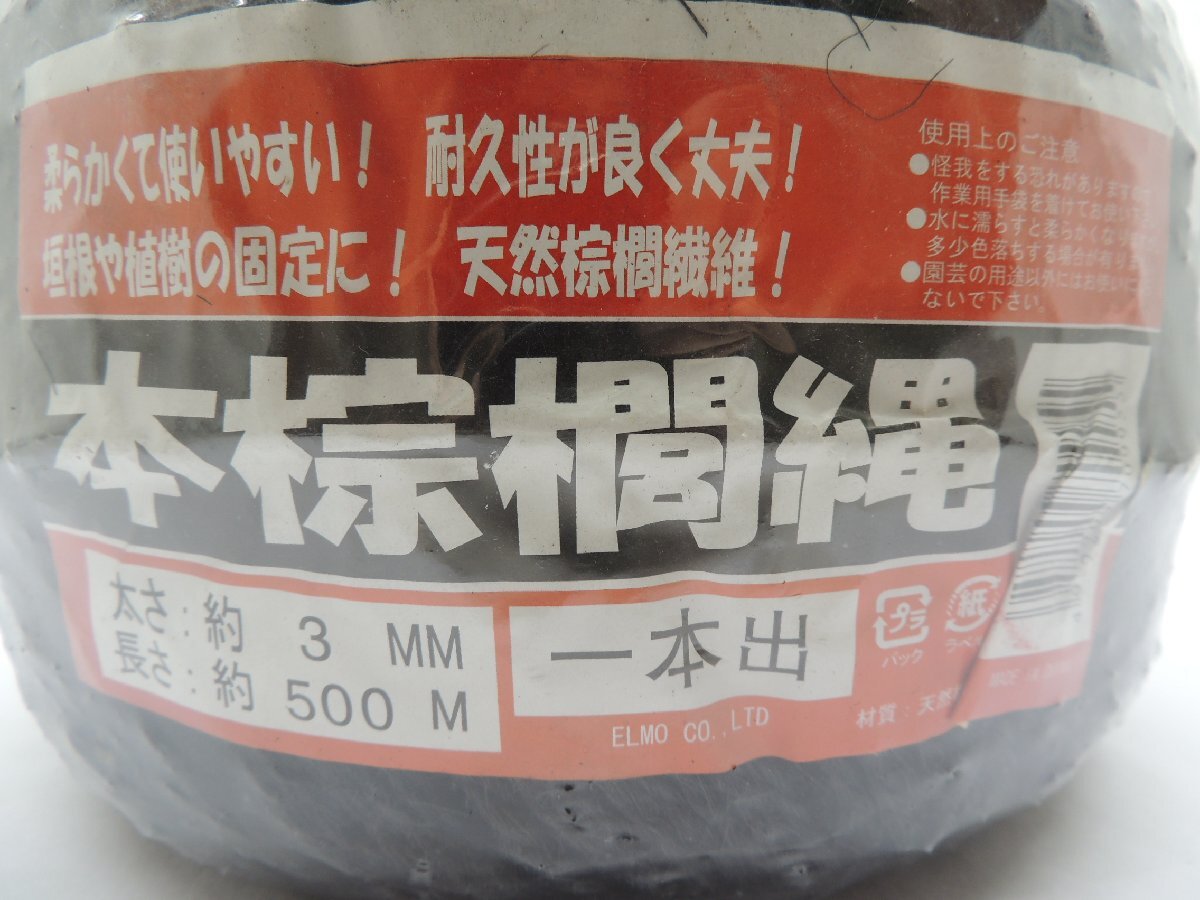 柔らかくて使いやすい！ 耐久性が良く丈夫！
垣根や植樹の固定に！ 天然棕櫚繊維！
使用上のご注意
●怪我をする恐れがあります
作業用手袋を着けてお使い
●水に濡らすと柔らかくなり
多少色落ちする場合が有り
●園芸の用途以外にはお使いに
ないで下さい。
本棕櫚縄
太さ：約 3 MM
長さ：約 500 M
一本出
ELMO CO.,LTD
プラ
パック
紙
ラベ
材質：天然
MADE